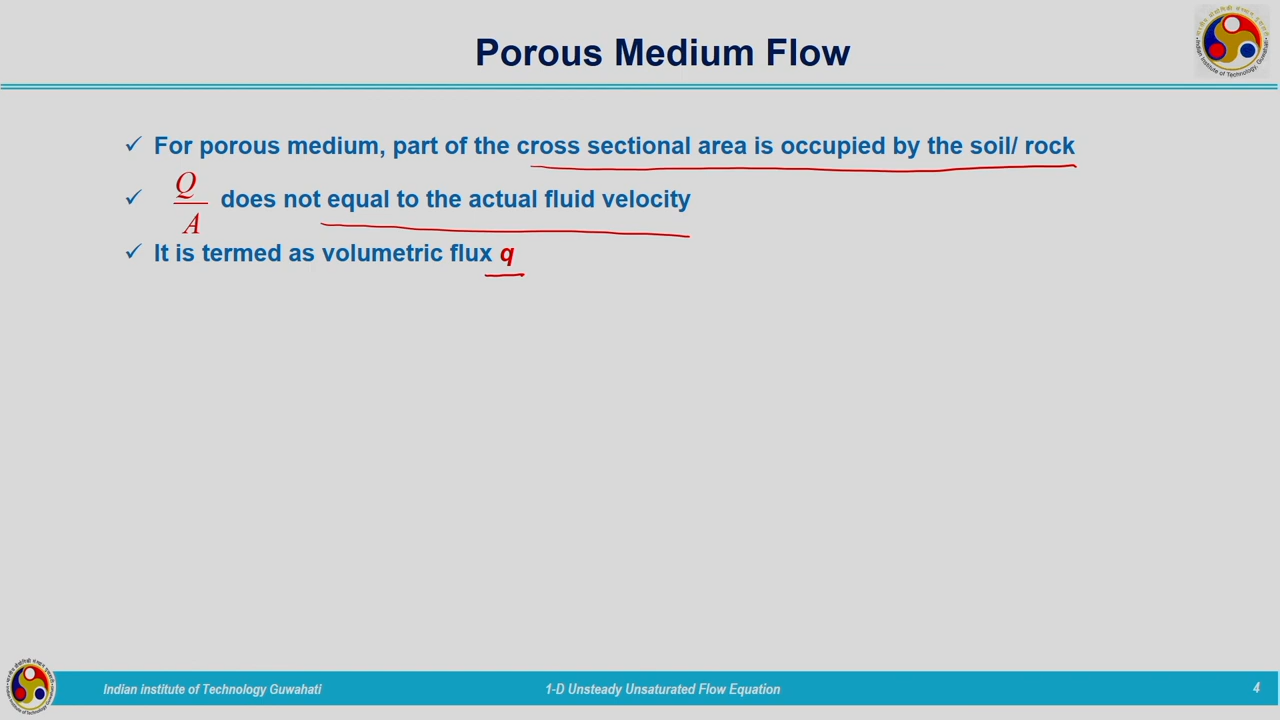 Porous Medium Flow
✓ For porous medium, part of the cross sectional area is occupied by the soil/ rock
✓ Q/A does not equal to the actual fluid velocity
✓ It is termed as volumetric flux q
Indian institute of Technology Guwahati
1-D Unsteady Unsaturated Flow Equation
4